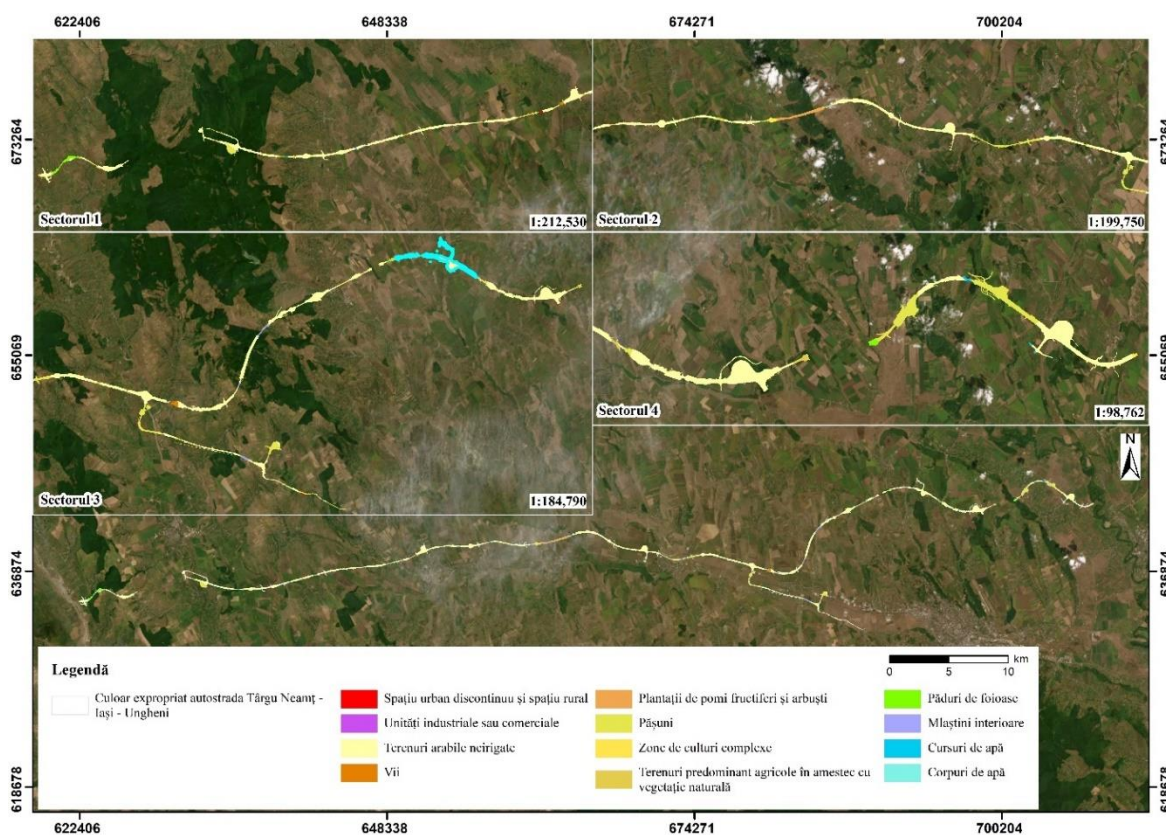 622406 648338 674271 700204
673264 673264
Sectorul 1 1:212,530
Sectorul 2 1:199,750
655069 655069
Sectorul 3 1:184,790
Sectorul 4 1:98,762
N
636874 636874
Legendă
Culoar expropriat autostrada Târgu Neamț -
Iași - Ungheni
Spațiu urban discontinuu și spațiu rural
Unități industriale sau comerciale
Terenuri arabile neirigate
Vii
Plantații de pomi fructiferi și arbuști
Pășuni
Zone de culturi complexe
Terenuri predominant agricole în amestec cu
vegetație naturală
Păduri de foioase
Mlaștini interioare
Cursuri de apă
Corpuri de apă
km
0 5 10
618678 618678
622406 648338 674271 700204